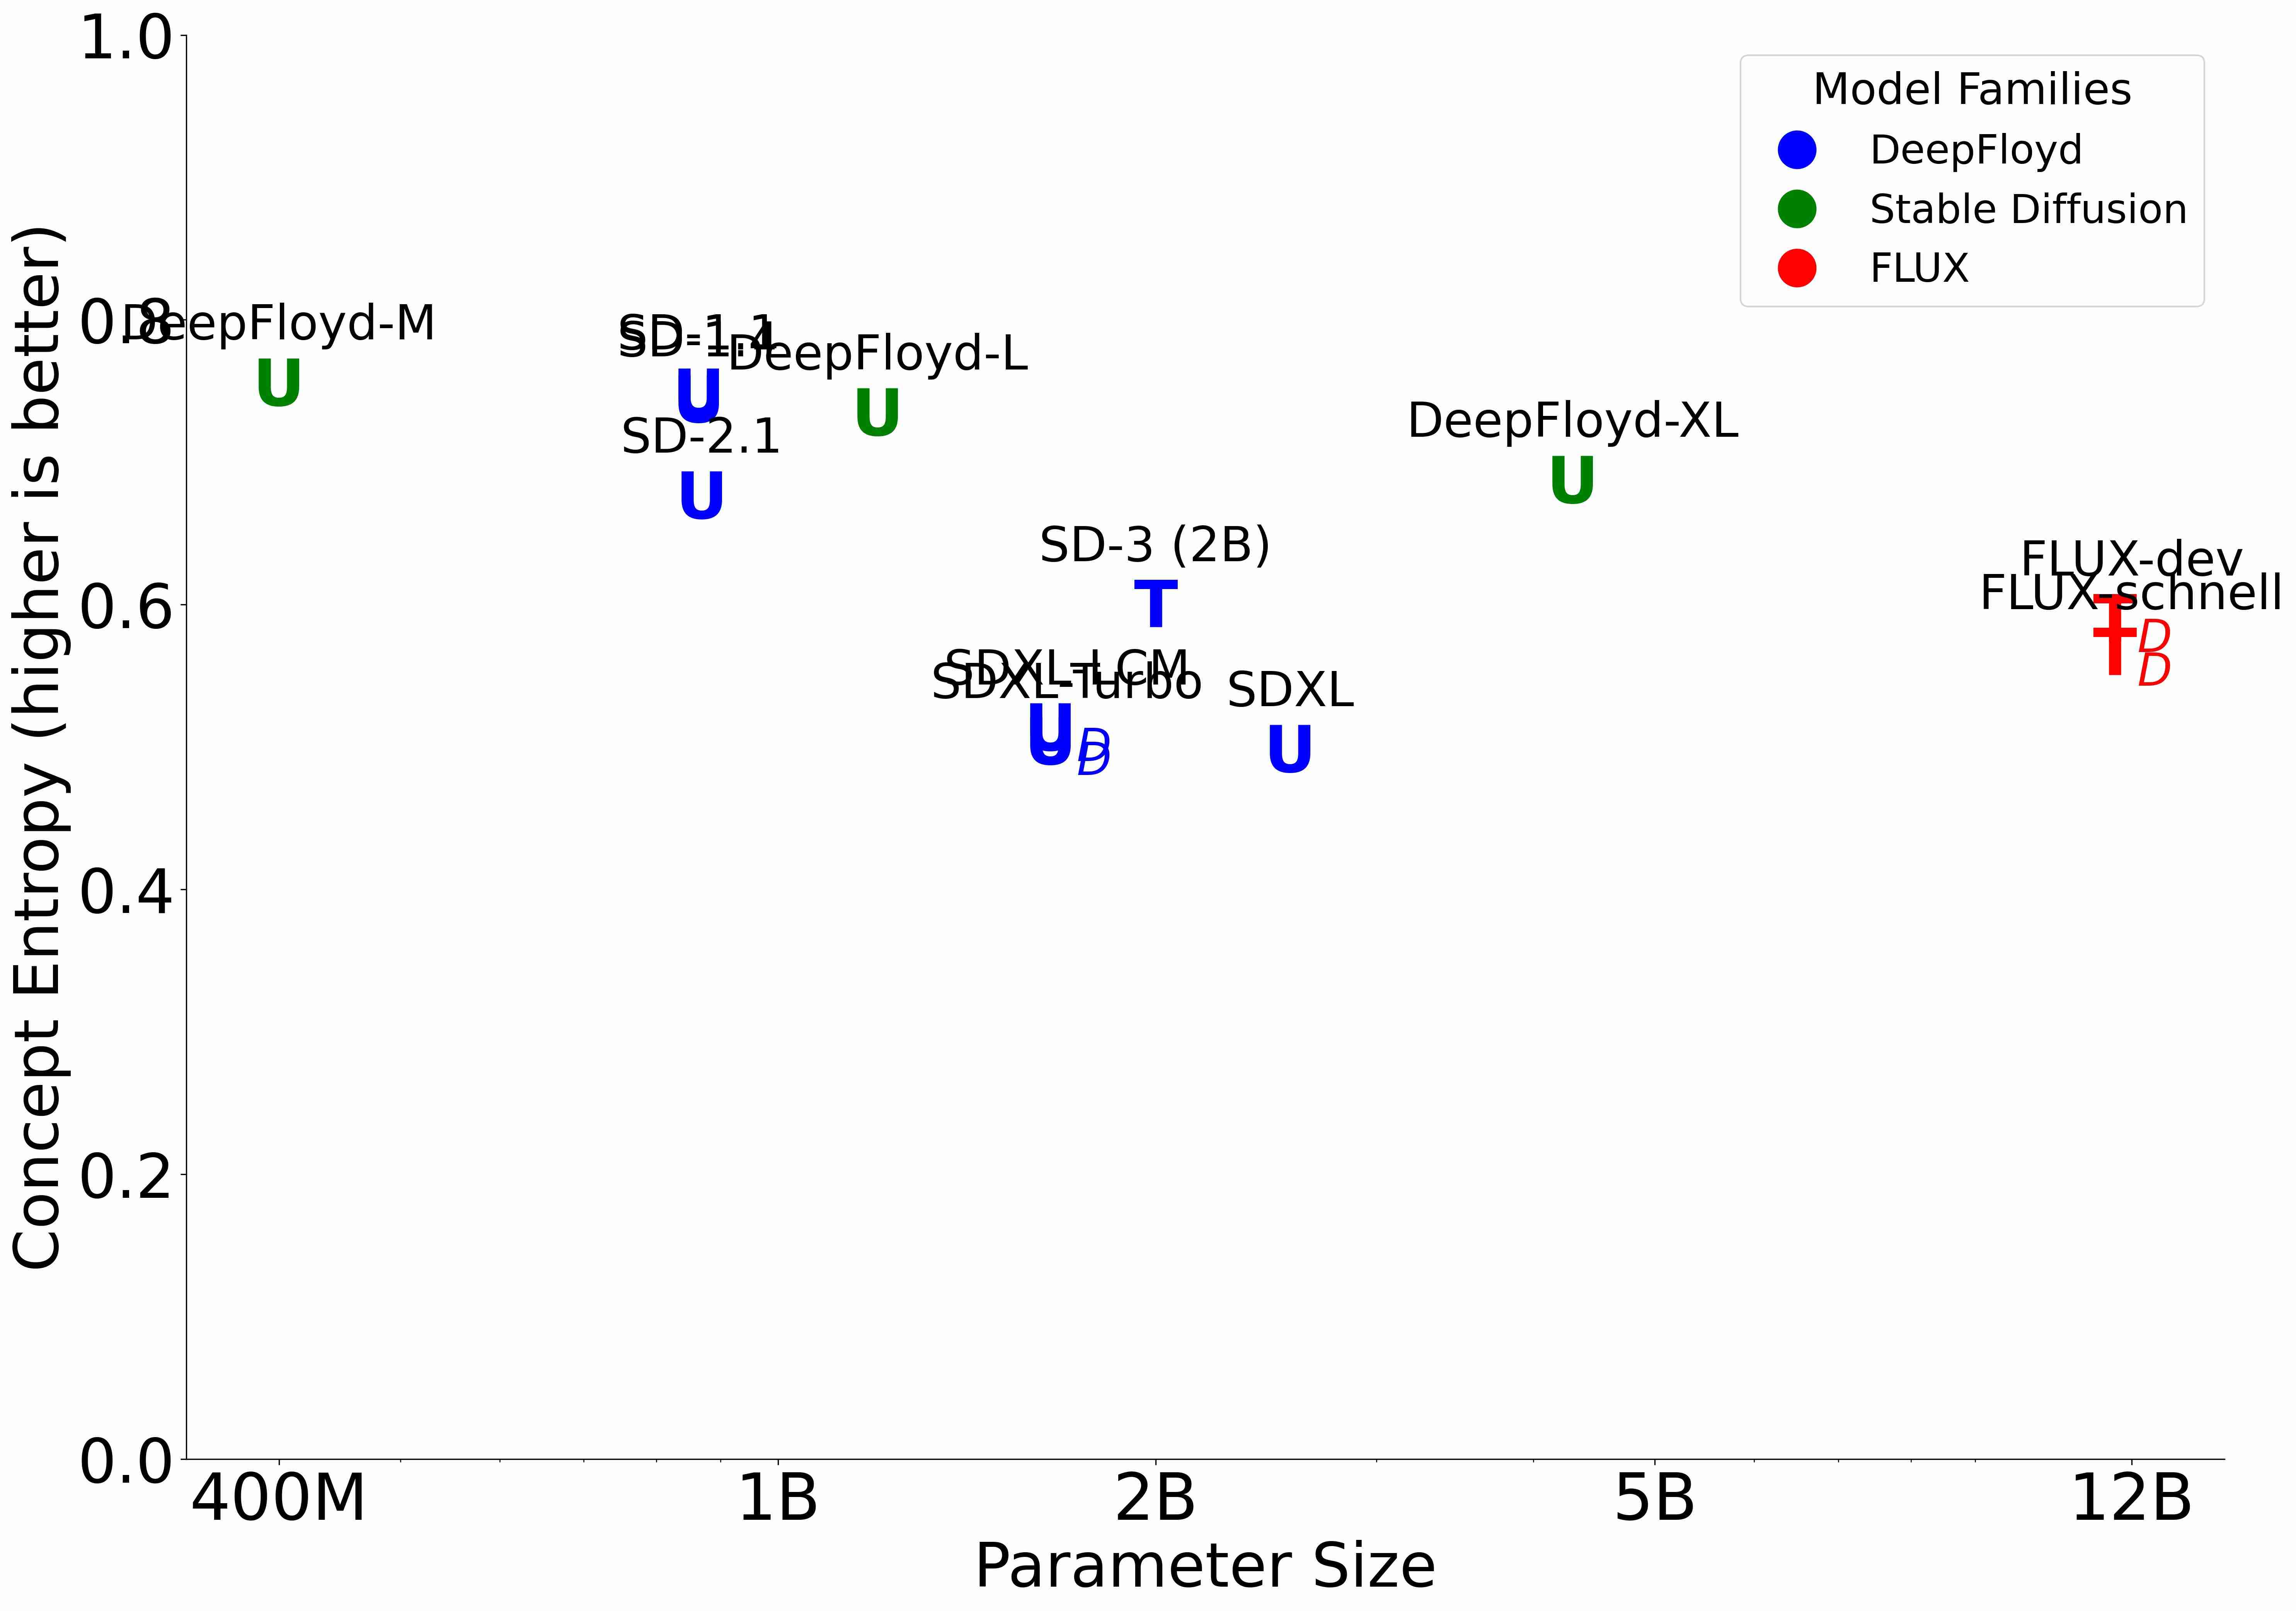 1.0
0.8
0.6
0.4
0.2
0.0
Concept Entropy (higher is better)
Model Families
DeepFloyd
Stable Diffusion
FLUX
DeepFloyd-M
U
SD-1.1
SD-1.4
U
U
DeepFloyd-L
U
SD-2.1
U
DeepFloyd-XL
U
SD-3 (2B)
T
FLUX-dev
T
D
FLUX-schnell
T
D
SDXL-LCM
U
D
SDXL-Turbo
U
D
SDXL
U
400M
1B
2B
5B
12B
Parameter Size